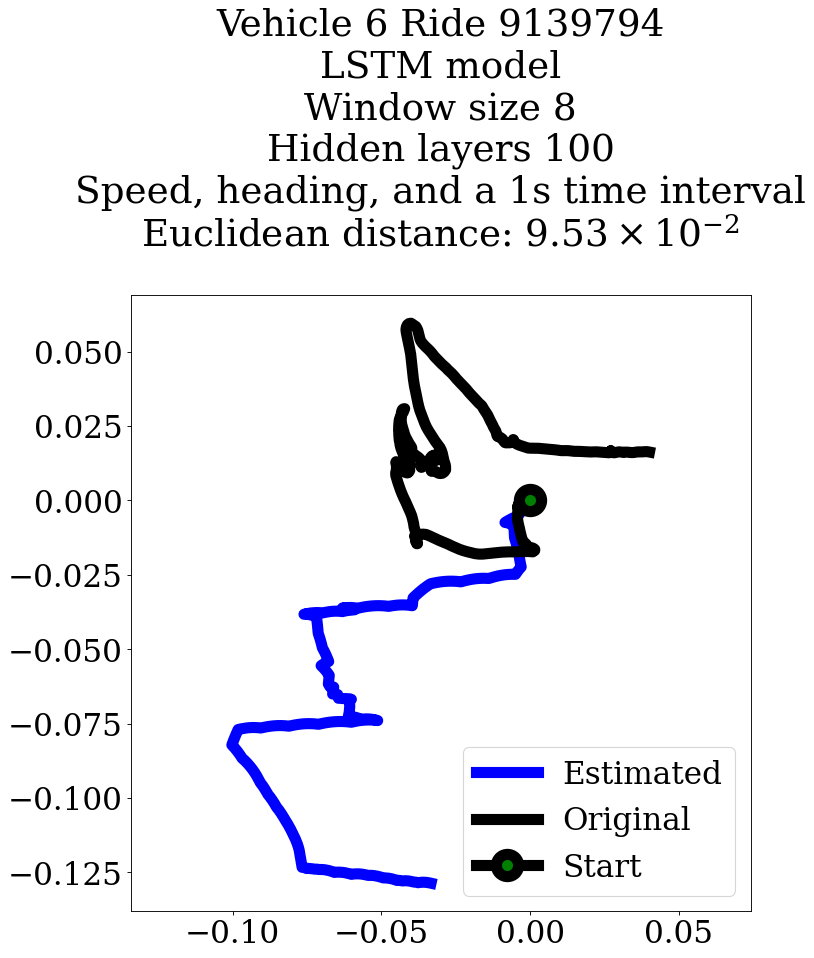 Vehicle 6 Ride 9139794
LSTM model
Window size 8
Hidden layers 100
Speed, heading, and a 1s time interval
Euclidean distance: 9.53 × 10⁻²
0.050
0.025
0.000
−0.025
−0.050
−0.075
−0.100
−0.125
Estimated
Original
Start
−0.10
−0.05
0.00
0.05